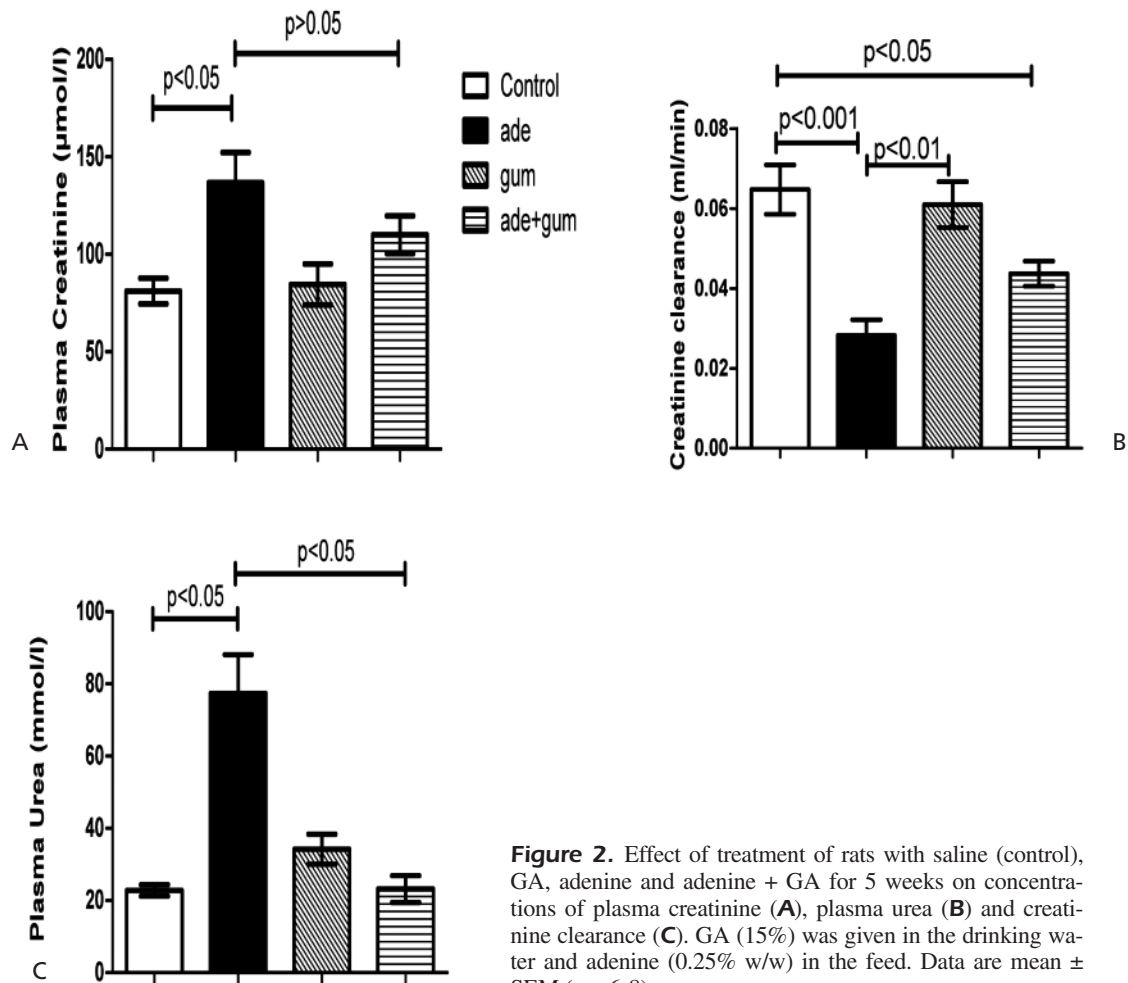 p>0.05
p<0.05
Plasma Creatinine (µmol/l)
200
150
100
50
0
A
Control
ade
gum
ade+gum
p<0.05
p<0.001
p<0.01
Creatinine clearance (ml/min)
0.08
0.06
0.04
0.02
0.00
B
p<0.05
p<0.05
Plasma Urea (mmol/l)
100
80
60
40
20
0
C
Figure 2. Effect of treatment of rats with saline (control),
GA, adenine and adenine + GA for 5 weeks on concentra-
tions of plasma creatinine (A), plasma urea (B) and creati-
nine clearance (C). GA (15%) was given in the drinking wa-
ter and adenine (0.25% w/w) in the feed. Data are mean ±